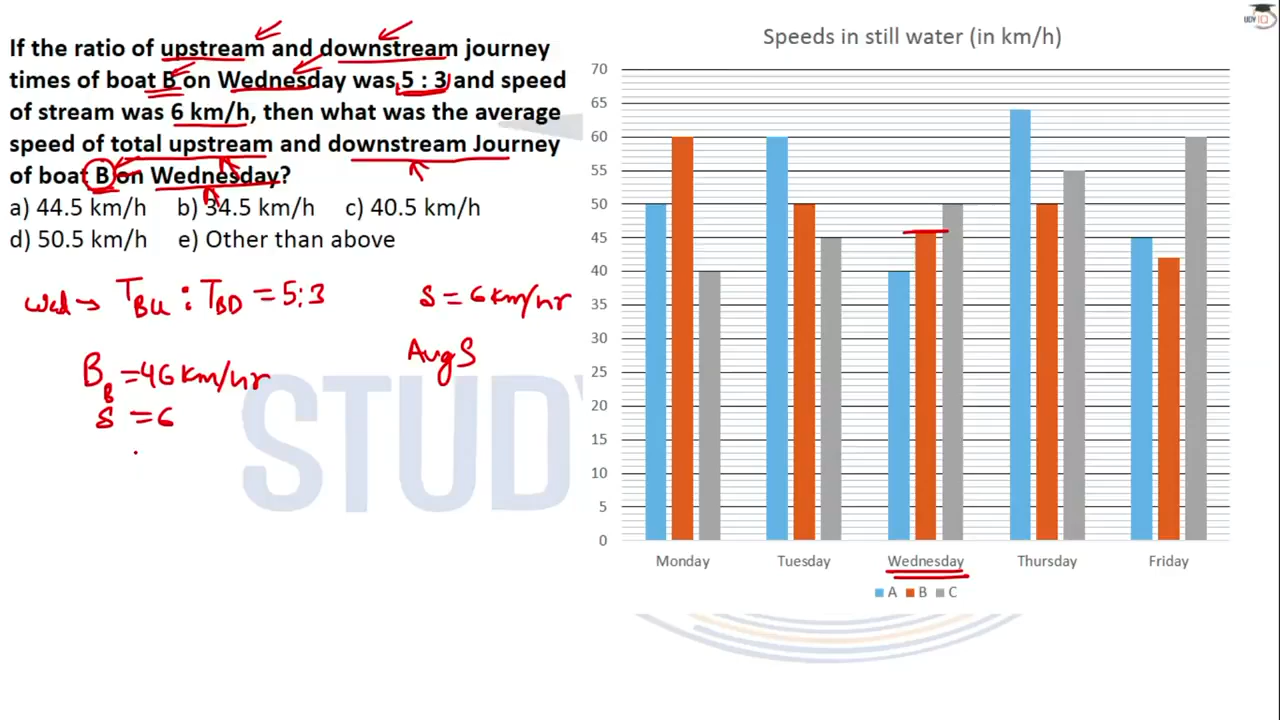 If the ratio of upstream and downstream journey
times of boat B on Wednesday was 5 : 3 and speed
of stream was 6 km/h, then what was the average
speed of total upstream and downstream Journey
of boat B on Wednesday?
a) 44.5 km/h b) 34.5 km/h c) 40.5 km/h
d) 50.5 km/h e) Other than above
Wed → TBU : TBD = 5:3
S = 6 km/hr
Avg S
BB = 46 km/hr
S = 6
STUDY
Speeds in still water (in km/h)
70
65
60
55
50
45
40
35
30
25
20
15
10
5
0
Monday Tuesday Wednesday Thursday Friday
A B C